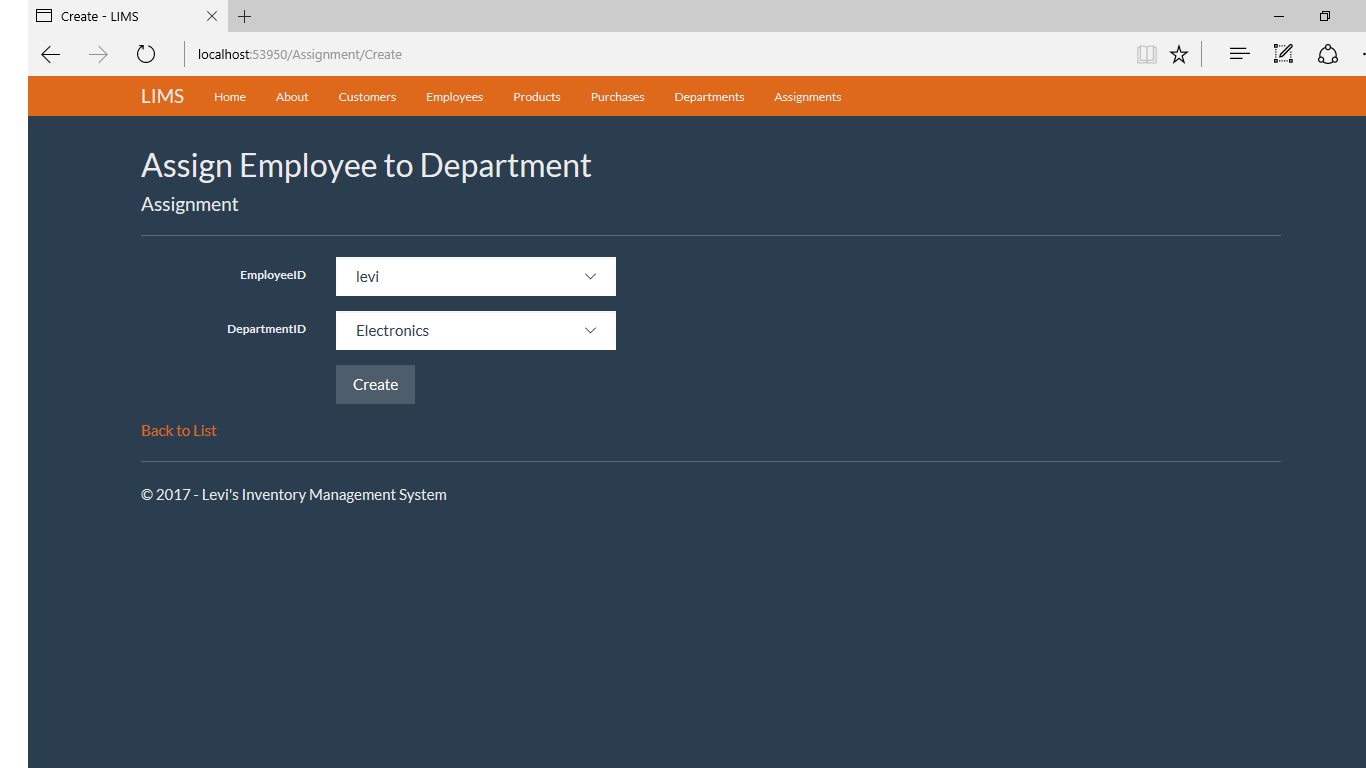 Create - LIMS
localhost:53950/Assignment/Create
LIMS Home About Customers Employees Products Purchases Departments Assignments
Assign Employee to Department
Assignment
EmployeeID levi
DepartmentID Electronics
Create
Back to List
© 2017 - Levi's Inventory Management System